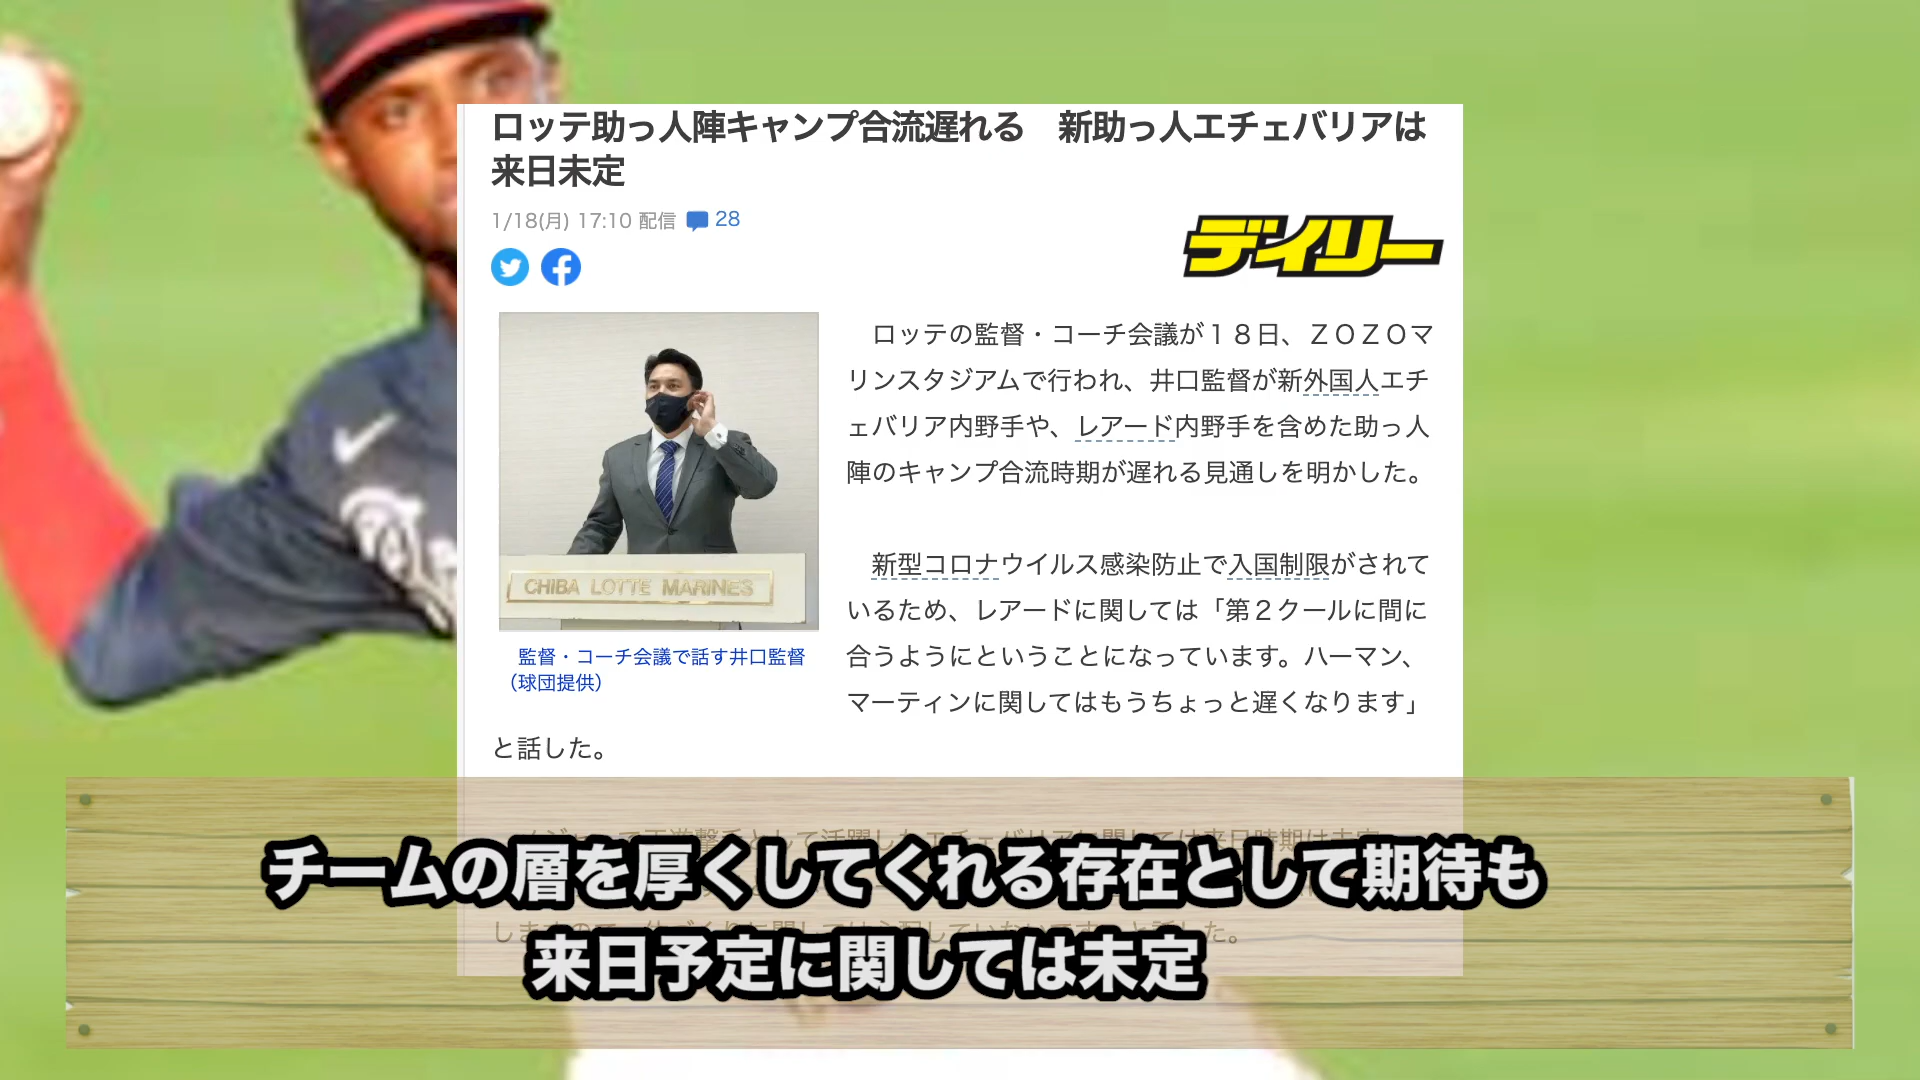 ロッテ助っ人陣キャンプ合流遅れる　新助っ人エチェバリアは
来日未定
1/18(月) 17:10 配信 28
デイリー
ロッテの監督・コーチ会議が１８日、ＺＯＺＯマ
リンスタジアムで行われ、井口監督が新外国人エチ
ェバリア内野手や、レアード内野手を含めた助っ人
陣のキャンプ合流時期が遅れる見通しを明かした。
新型コロナウイルス感染防止で入国制限がされて
いるため、レアードに関しては「第２クールに間に
合うようにということになっています。ハーマン、
マーティンに関してはもうちょっと遅くなります」
と話した。
CHIBA LOTTE MARINES
監督・コーチ会議で話す井口監督
（球団提供）
チームの層を厚くしてくれる存在として期待も
来日予定に関しては未定